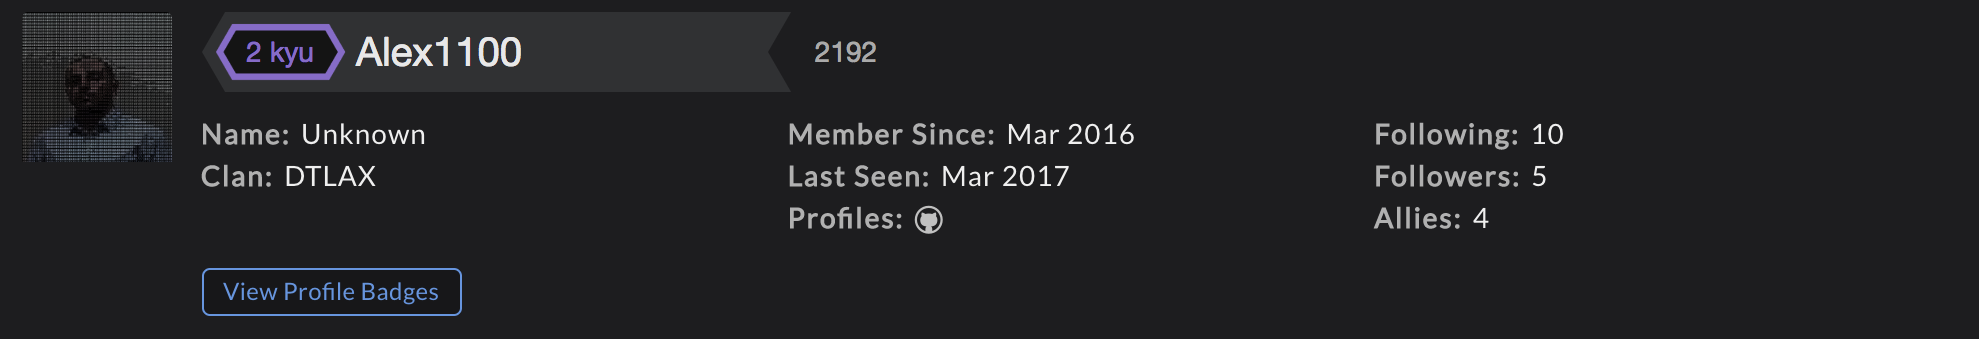 2 kyu Alex1100 2192
Name: Unknown
Clan: DTLAX
Member Since: Mar 2016
Last Seen: Mar 2017
Profiles:
Following: 10
Followers: 5
Allies: 4
View Profile Badges